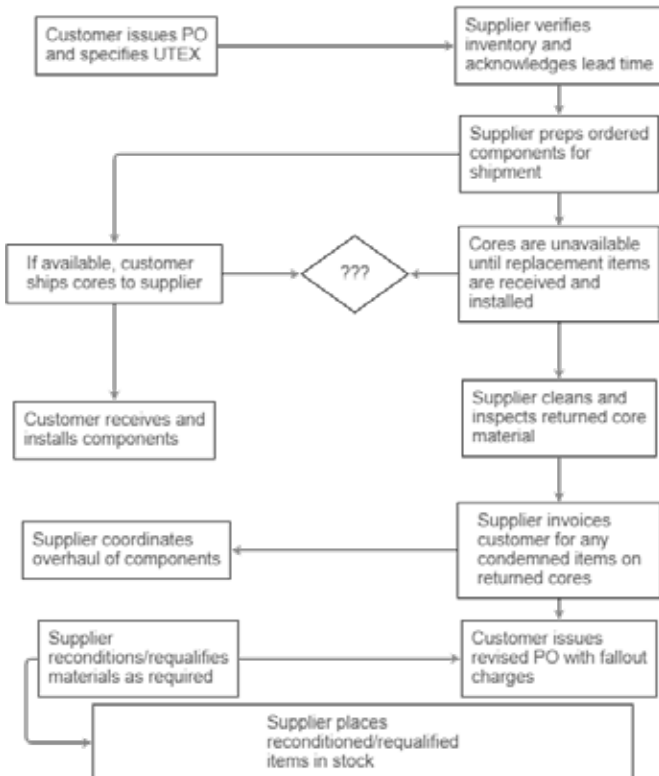 Customer issues PO
and specifies UTEX
Supplier verifies
inventory and
acknowledges lead time
Supplier preps ordered
components for
shipment
If available, customer
ships cores to supplier
???
Cores are unavailable
until replacement items
are received and
installed
Customer receives and
installs components
Supplier cleans and
inspects returned core
material
Supplier coordinates
overhaul of components
Supplier invoices
customer for any
condemned items on
returned cores
Supplier
reconditions/requalifies
materials as required
Customer issues
revised PO with fallout
charges
Supplier places
reconditioned/requalified
items in stock